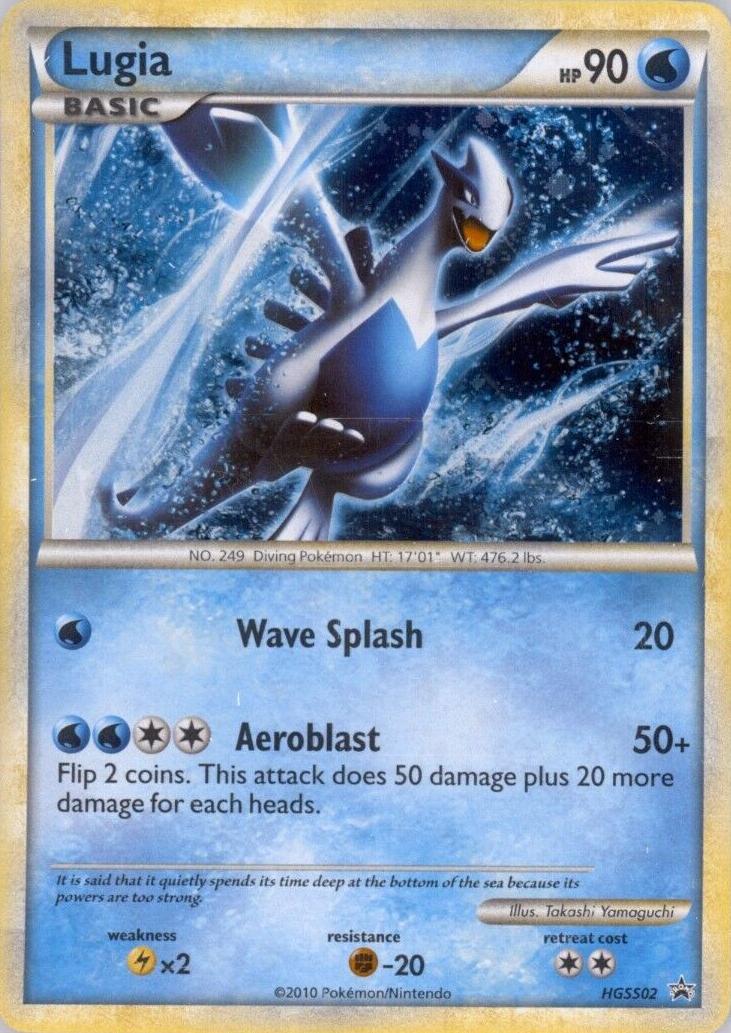 Lugia
HP 90
BASIC
NO. 249 Diving Pokémon HT: 17'01" WT: 476.2 lbs.
Wave Splash 20
Aeroblast 50+
Flip 2 coins. This attack does 50 damage plus 20 more
damage for each heads.
It is said that it quietly spends its time deep at the bottom of the sea because its
powers are too strong.
Illus. Takashi Yamaguchi
weakness resistance retreat cost
x2 -20
©2010 Pokémon/Nintendo HGSS02 PROMO